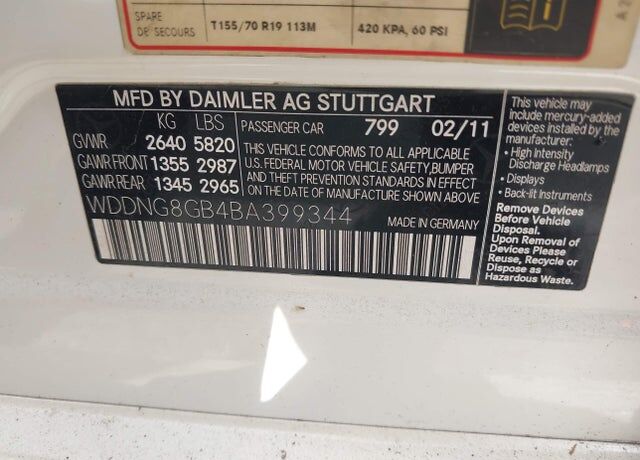 SPARE
DE SECOURS
T155/70 R19 113M
420 KPA, 60 PSI
MFD BY DAIMLER AG STUTTGART
KG LBS
GVWR 2640 5820
GAWR FRONT 1355 2987
GAWR REAR 1345 2965
PASSENGER CAR 799 02/11
THIS VEHICLE CONFORMS TO ALL APPLICABLE
U.S. FEDERAL MOTOR VEHICLE SAFETY, BUMPER
AND THEFT PREVENTION STANDARDS IN EFFECT
ON THE DATE OF MANUFACTURE SHOWN ABOVE
WDDNG8GB4BA399344
MADE IN GERMANY
This vehicle may
include mercury-added
devices installed by the
manufacturer:
• High Intensity
Discharge Headlamps
• Displays
• Back-lit Instruments
Remove Devices
Before Vehicle
Disposal.
Upon Removal of
Devices Please
Reuse, Recycle or
Dispose as
Hazardous Waste.